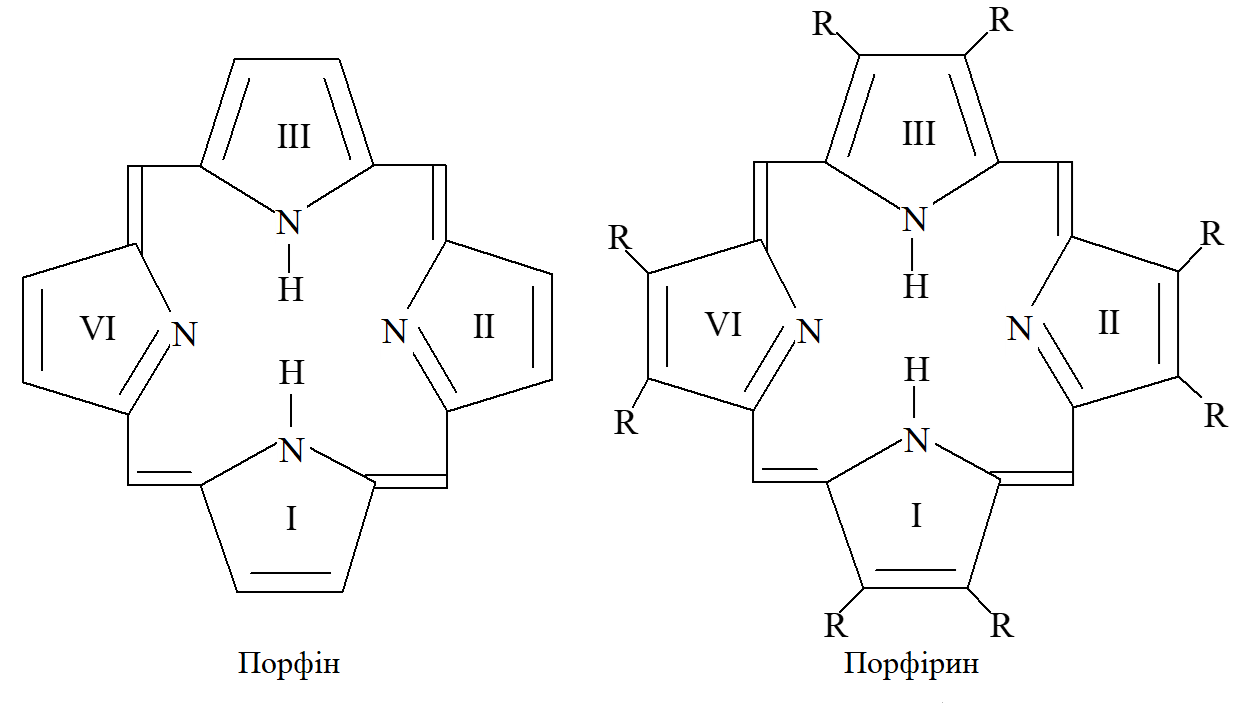 R R
III III
N N
R R
H H
VI N N II VI N N II
H H
R R
N N
I I
R R
Порфін Порфірин